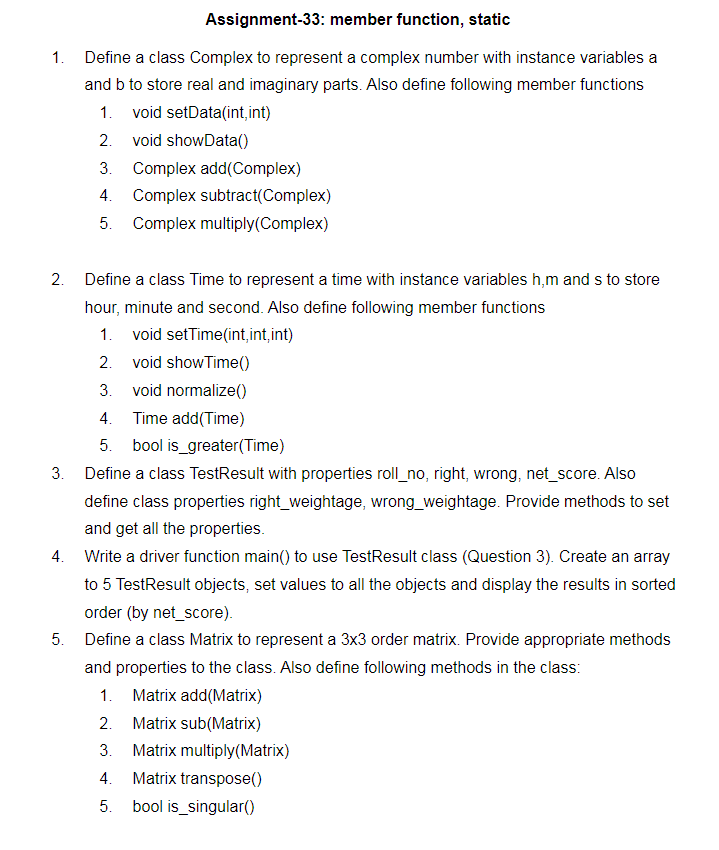 Assignment-33: member function, static
1. Define a class Complex to represent a complex number with instance variables a
and b to store real and imaginary parts. Also define following member functions
1. void setData(int,int)
2. void showData()
3. Complex add(Complex)
4. Complex subtract(Complex)
5. Complex multiply(Complex)
2. Define a class Time to represent a time with instance variables h,m and s to store
hour, minute and second. Also define following member functions
1. void setTime(int,int,int)
2. void showTime()
3. void normalize()
4. Time add(Time)
5. bool is_greater(Time)
3. Define a class TestResult with properties roll_no, right, wrong, net_score. Also
define class properties right_weightage, wrong_weightage. Provide methods to set
and get all the properties.
4. Write a driver function main() to use TestResult class (Question 3). Create an array
to 5 TestResult objects, set values to all the objects and display the results in sorted
order (by net_score).
5. Define a class Matrix to represent a 3x3 order matrix. Provide appropriate methods
and properties to the class. Also define following methods in the class:
1. Matrix add(Matrix)
2. Matrix sub(Matrix)
3. Matrix multiply(Matrix)
4. Matrix transpose()
5. bool is_singular()